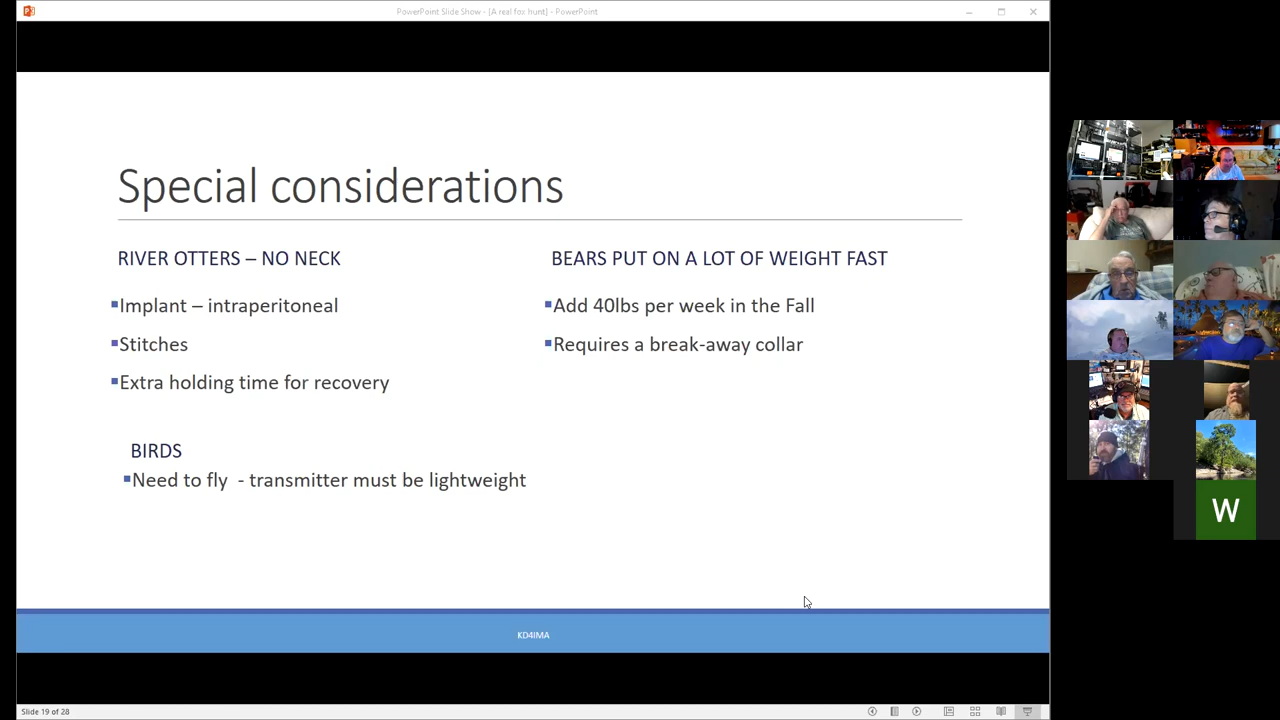 PowerPoint Slide Show - [A real fox hunt] - PowerPoint
Special considerations
RIVER OTTERS – NO NECK
Implant – intraperitoneal
Stitches
Extra holding time for recovery
BIRDS
Need to fly - transmitter must be lightweight
BEARS PUT ON A LOT OF WEIGHT FAST
Add 40lbs per week in the Fall
Requires a break-away collar
KD4IMA
Slide 19 of 28
W